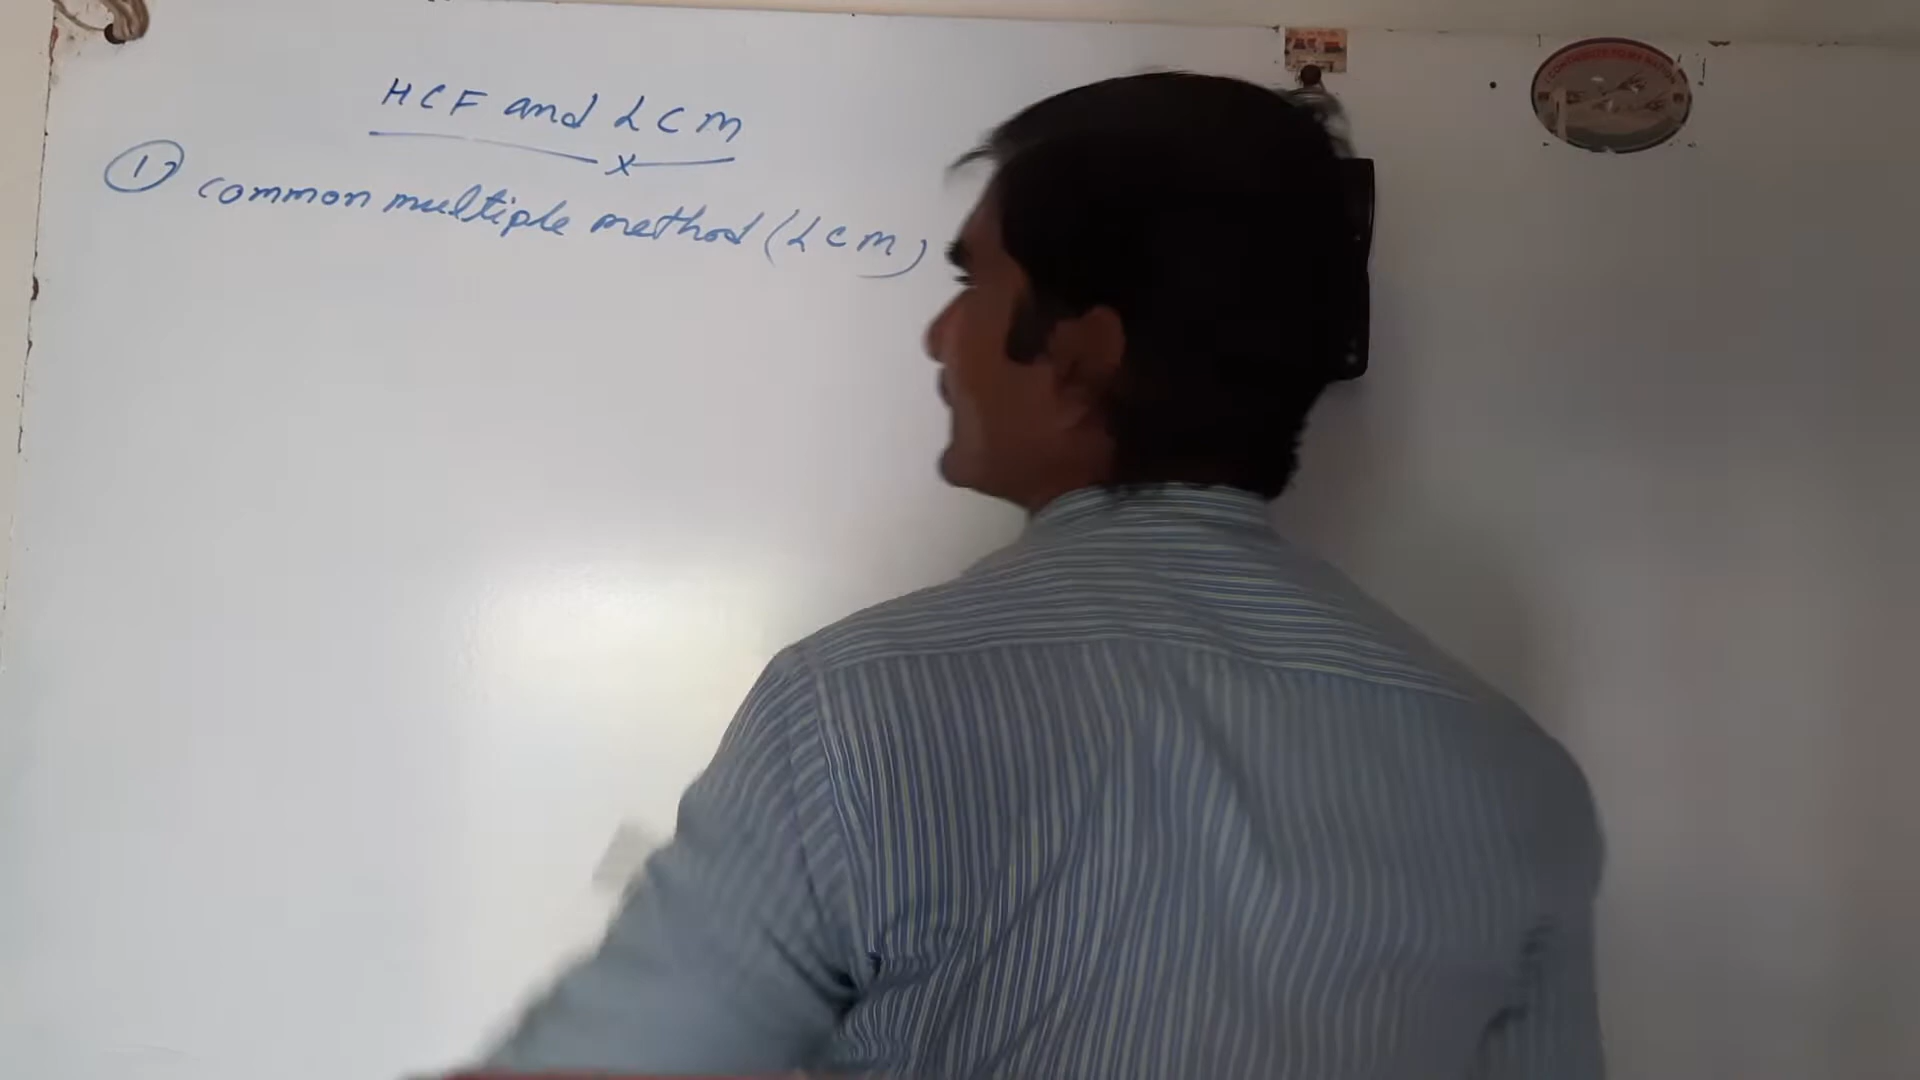 HCF and LCM
x
① common multiple method (LCM)